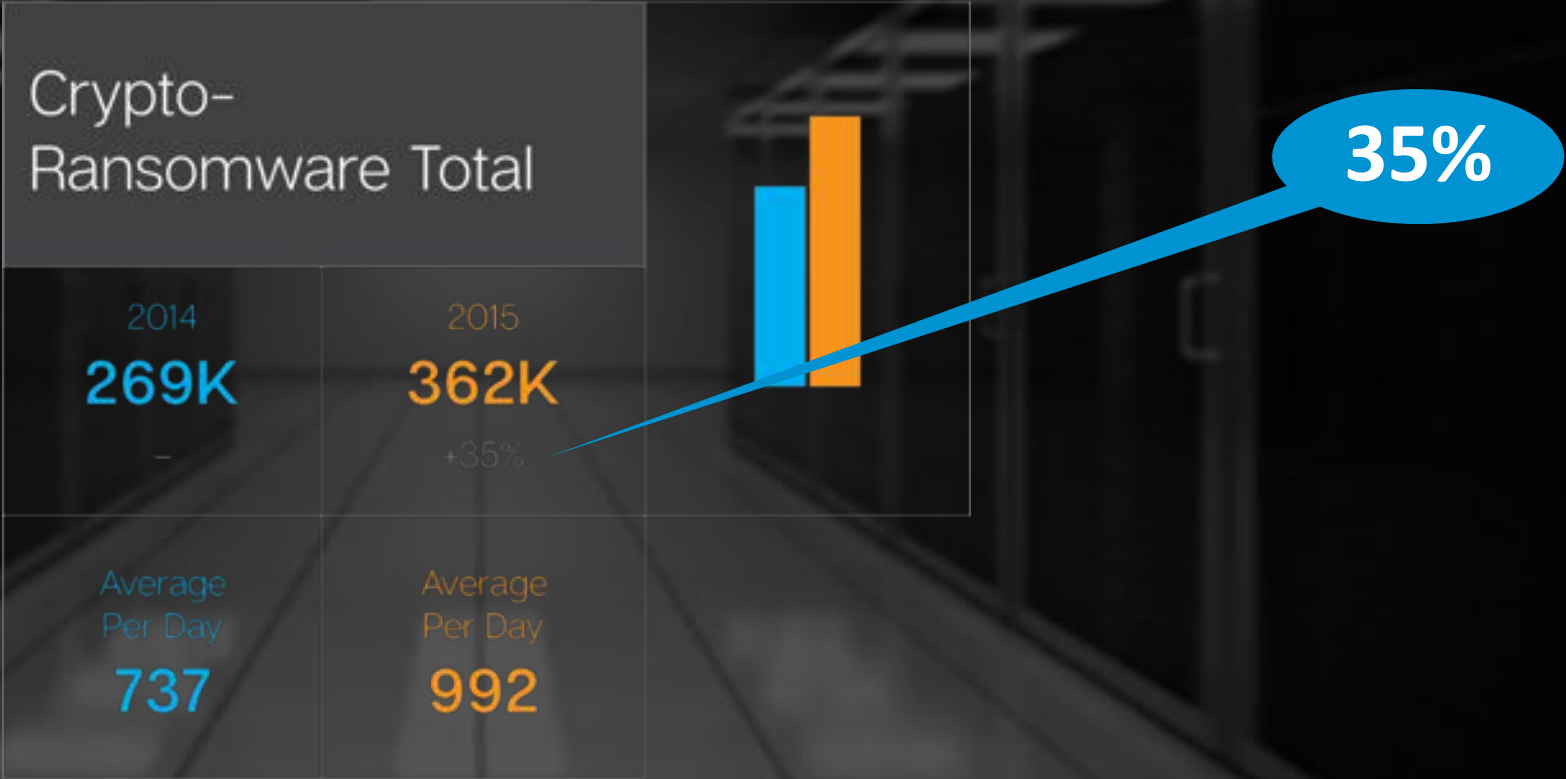 Crypto-
Ransomware Total
35%
2014
269K
–
2015
362K
+35%
Average
Per Day
737
Average
Per Day
992